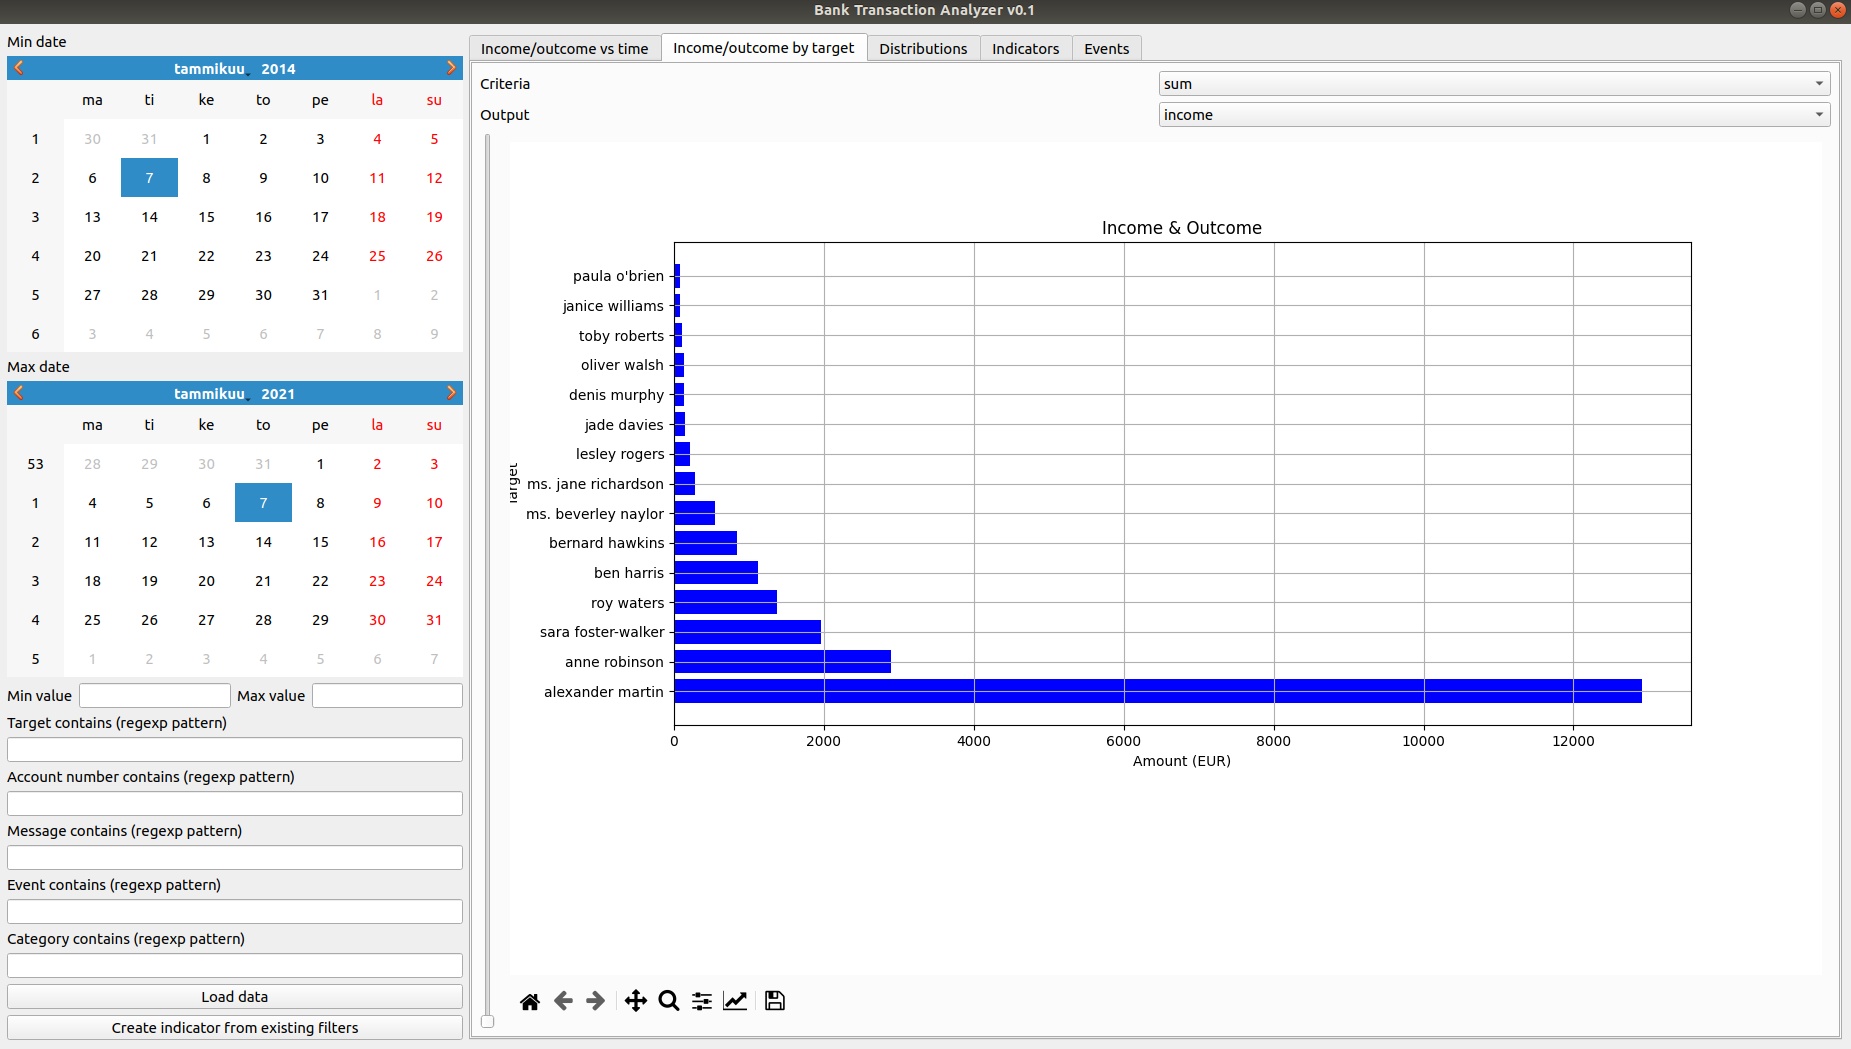 Bank Transaction Analyzer v0.1
Min date
tammikuu 2014
ma ti ke to pe la su
1 30 31 1 2 3 4 5
2 6 7 8 9 10 11 12
3 13 14 15 16 17 18 19
4 20 21 22 23 24 25 26
5 27 28 29 30 31 1 2
6 3 4 5 6 7 8 9
Max date
tammikuu 2021
ma ti ke to pe la su
53 28 29 30 31 1 2 3
1 4 5 6 7 8 9 10
2 11 12 13 14 15 16 17
3 18 19 20 21 22 23 24
4 25 26 27 28 29 30 31
5 1 2 3 4 5 6 7
Min value Max value
Target contains (regexp pattern)
Account number contains (regexp pattern)
Message contains (regexp pattern)
Event contains (regexp pattern)
Category contains (regexp pattern)
Load data
Create indicator from existing filters
Income/outcome vs time Income/outcome by target Distributions Indicators Events
Criteria sum
Output income
Income & Outcome
Target
paula o'brien
janice williams
toby roberts
oliver walsh
denis murphy
jade davies
lesley rogers
ms. jane richardson
ms. beverley naylor
bernard hawkins
ben harris
roy waters
sara foster-walker
anne robinson
alexander martin
0 2000 4000 6000 8000 10000 12000
Amount (EUR)